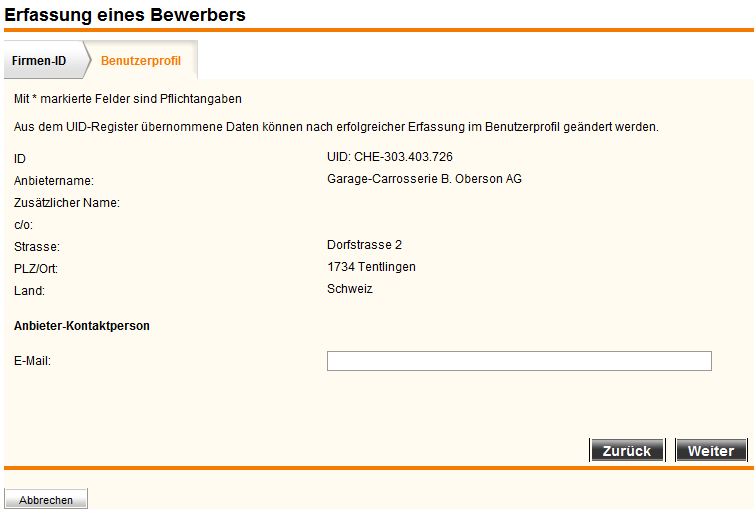 Erfassung eines Bewerbers
Firmen-ID Benutzerprofil
Mit * markierte Felder sind Pflichtangaben
Aus dem UID-Register übernommene Daten können nach erfolgreicher Erfassung im Benutzerprofil geändert werden.
ID UID: CHE-303.403.726
Anbietername: Garage-Carrosserie B. Oberson AG
Zusätzlicher Name:
c/o:
Strasse: Dorfstrasse 2
PLZ/Ort: 1734 Tentlingen
Land: Schweiz
Anbieter-Kontaktperson
E-Mail:
Zurück Weiter
Abbrechen